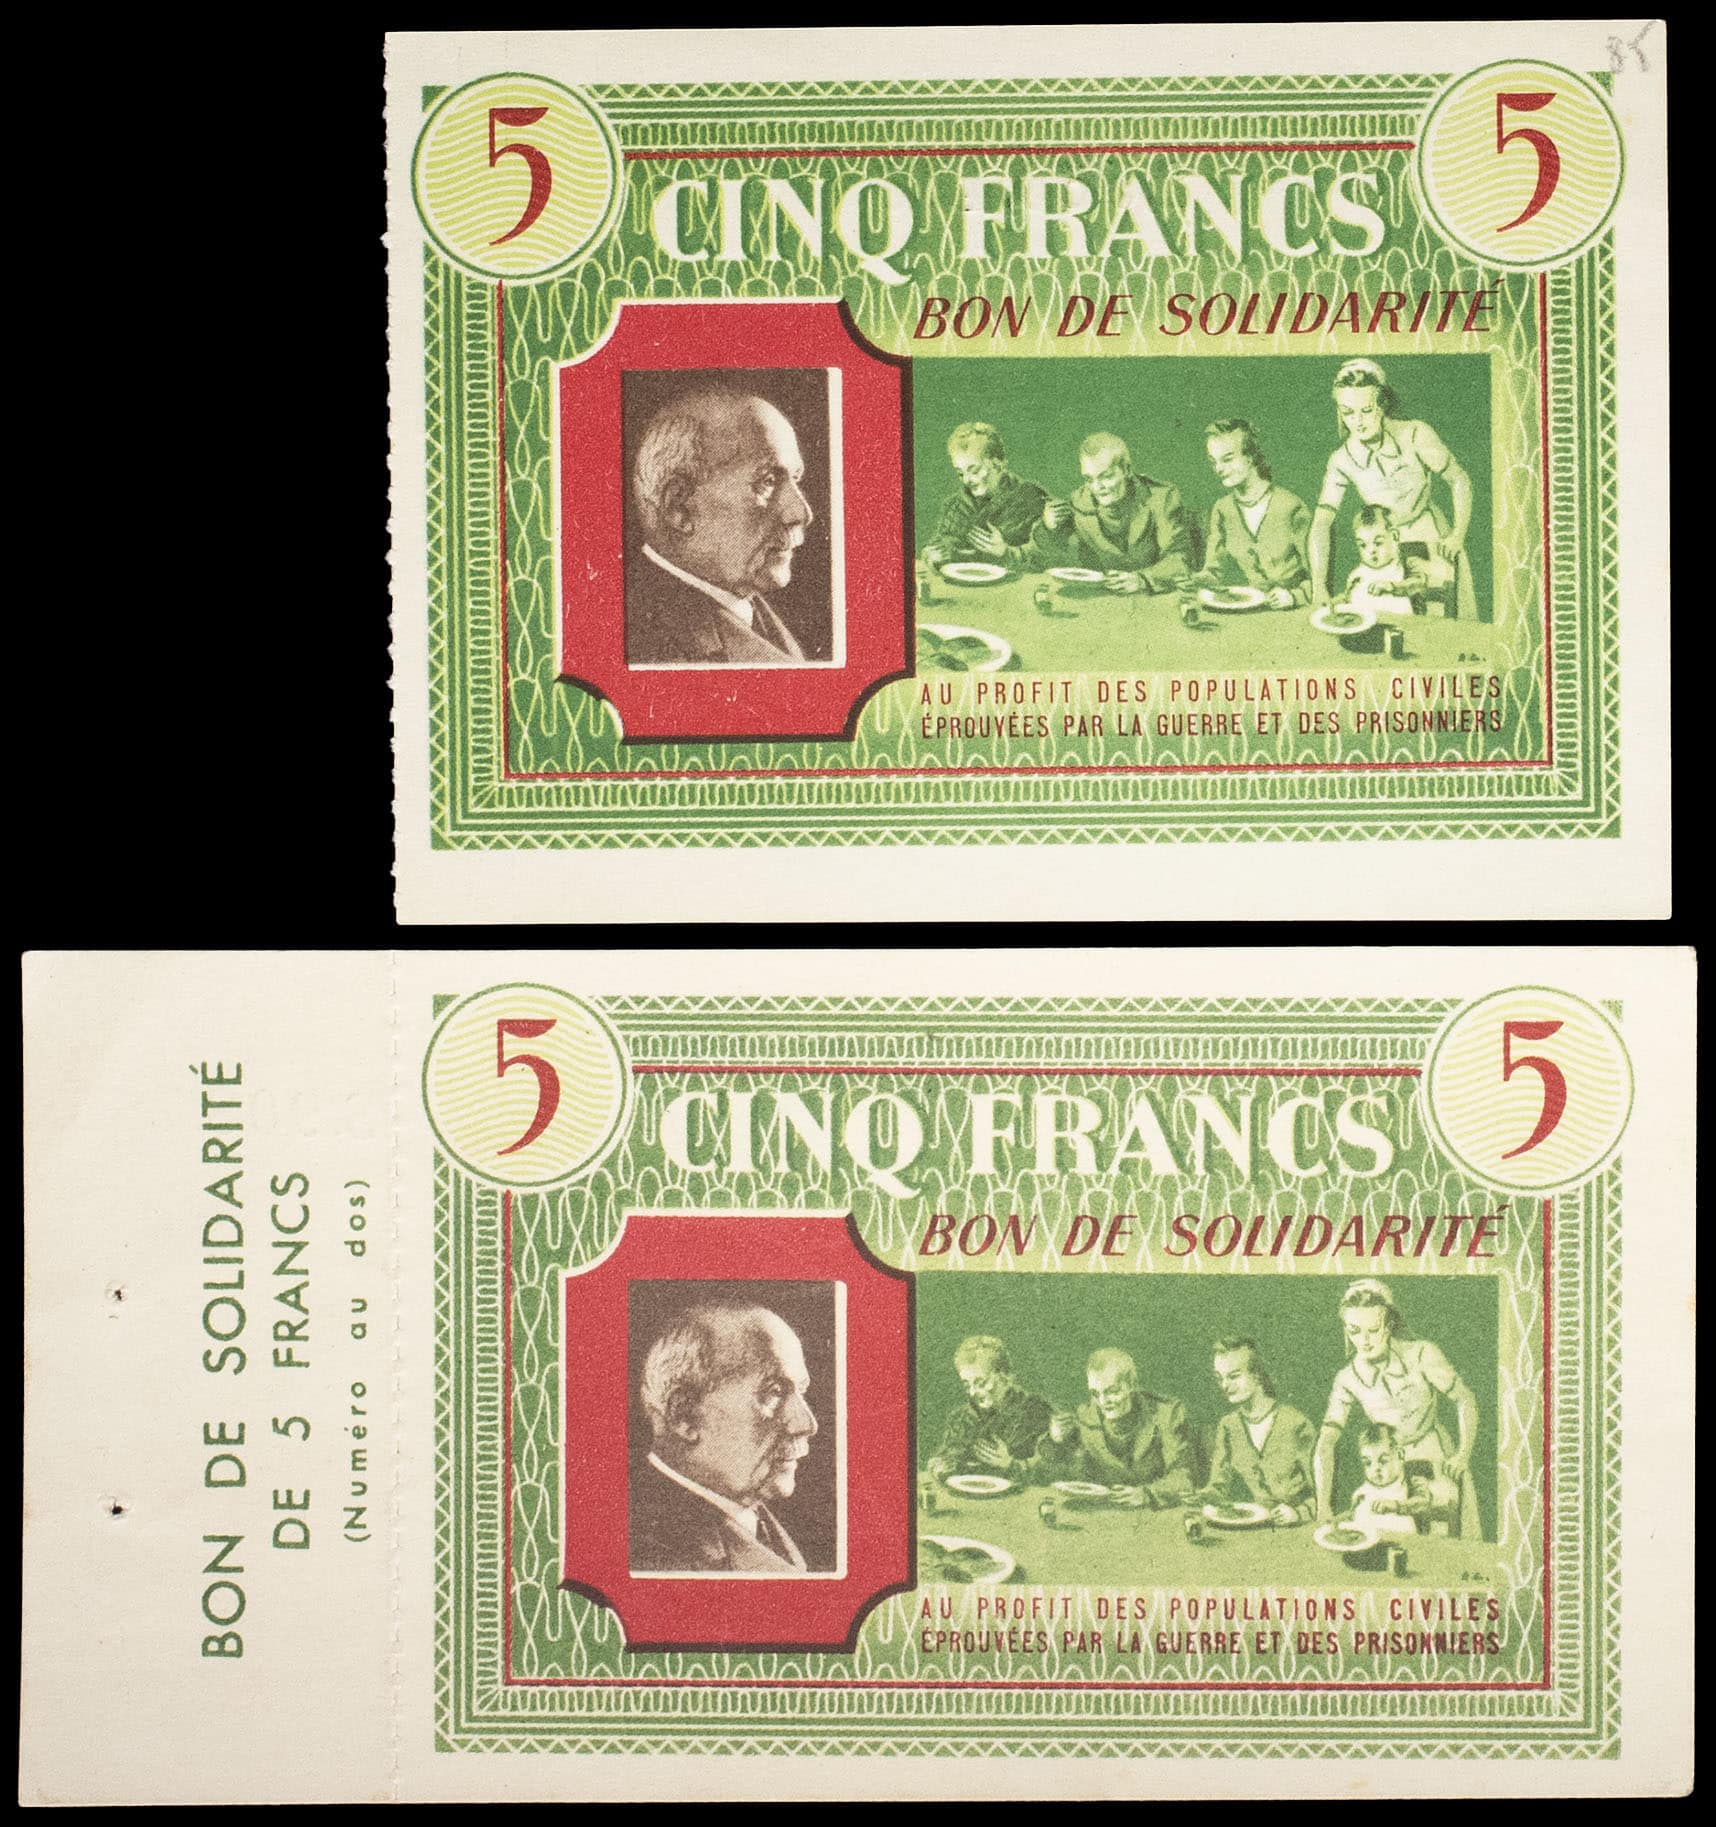 85
5
5
CINQ FRANCS
BON DE SOLIDARITÉ
AU PROFIT DES POPULATIONS CIVILES
ÉPROUVÉES PAR LA GUERRE ET DES PRISONNIERS
BON DE SOLIDARITÉ
DE 5 FRANCS
(Numéro au dos)
5
5
CINQ FRANCS
BON DE SOLIDARITÉ
AU PROFIT DES POPULATIONS CIVILES
ÉPROUVÉES PAR LA GUERRE ET DES PRISONNIERS